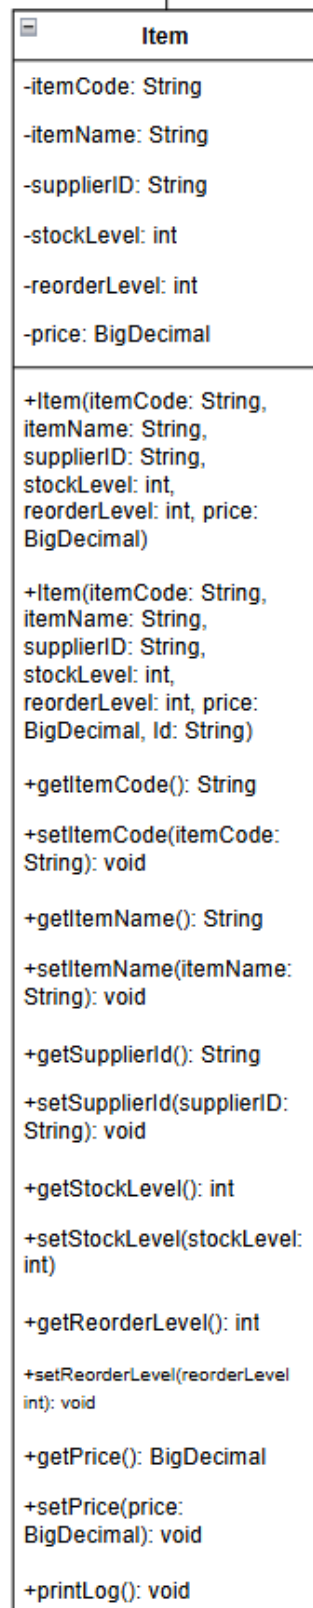 Item
-itemCode: String
-itemName: String
-supplierID: String
-stockLevel: int
-reorderLevel: int
-price: BigDecimal
+Item(itemCode: String,
itemName: String,
supplierID: String,
stockLevel: int,
reorderLevel: int, price:
BigDecimal)
+Item(itemCode: String,
itemName: String,
supplierID: String,
stockLevel: int,
reorderLevel: int, price:
BigDecimal, Id: String)
+getItemCode(): String
+setItemCode(itemCode:
String): void
+getItemName(): String
+setItemName(itemName:
String): void
+getSupplierId(): String
+setSupplierId(supplierID:
String): void
+getStockLevel(): int
+setStockLevel(stockLevel:
int)
+getReorderLevel(): int
+setReorderLevel(reorderLevel
int): void
+getPrice(): BigDecimal
+setPrice(price:
BigDecimal): void
+printLog(): void